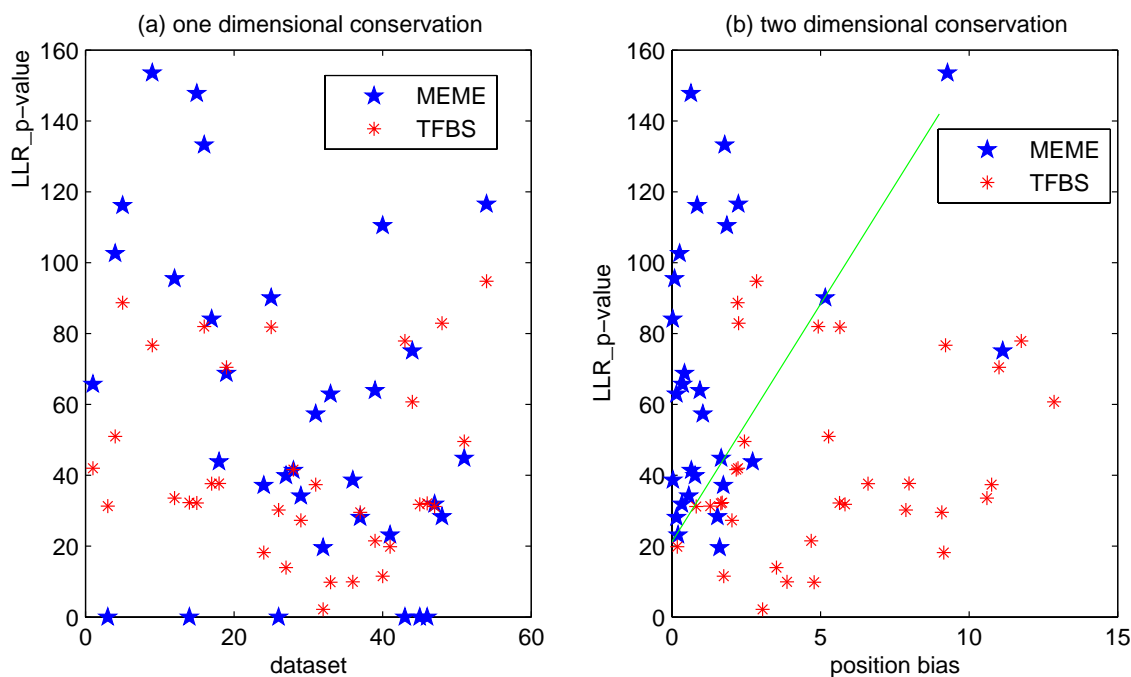 (a) one dimensional conservation
160
140
120
100
80
60
40
20
0
LLR_p−value
MEME
TFBS
0
20
40
60
dataset
(b) two dimensional conservation
160
140
120
100
80
60
40
20
0
LLR_p−value
MEME
TFBS
0
5
10
15
position bias